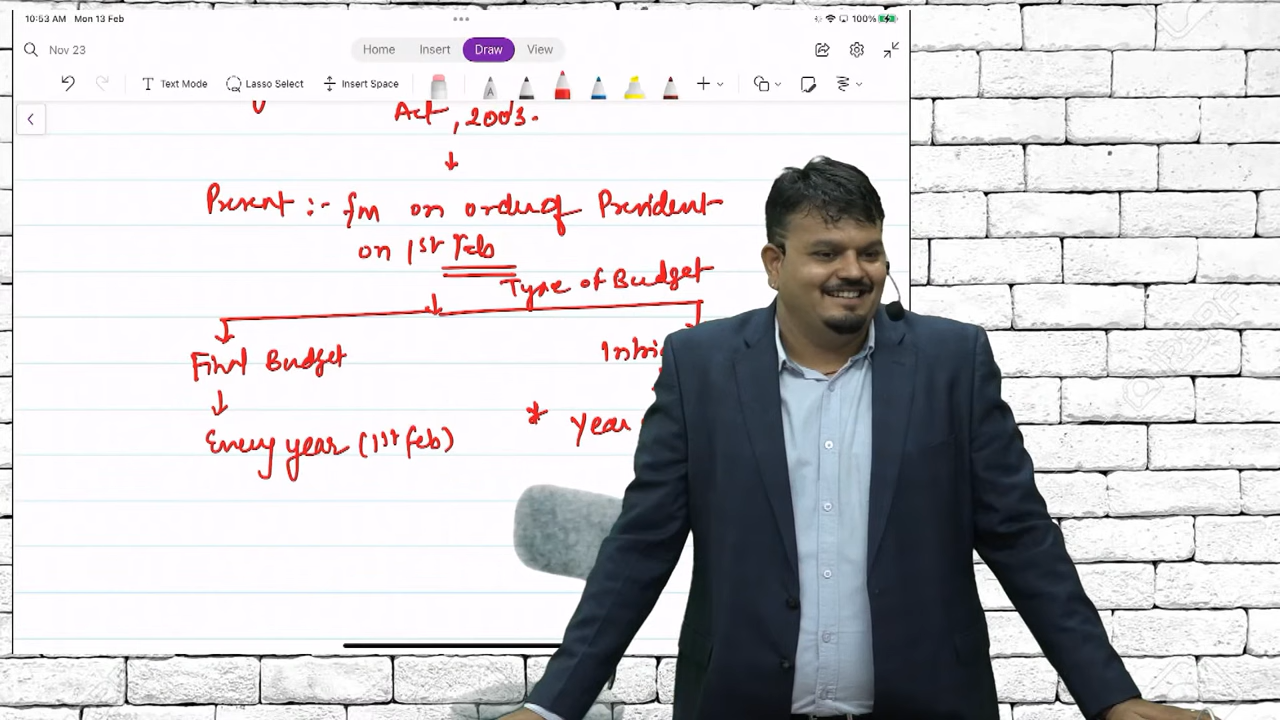 10:53 AM Mon 13 Feb
100%
Nov 23
Home Insert Draw View
Text Mode Lasso Select Insert Space
Act, 2003.
Present :- fm on order of President
on 1st Feb
Type of Budget
Final Budget
Every year (1st feb)
* Year